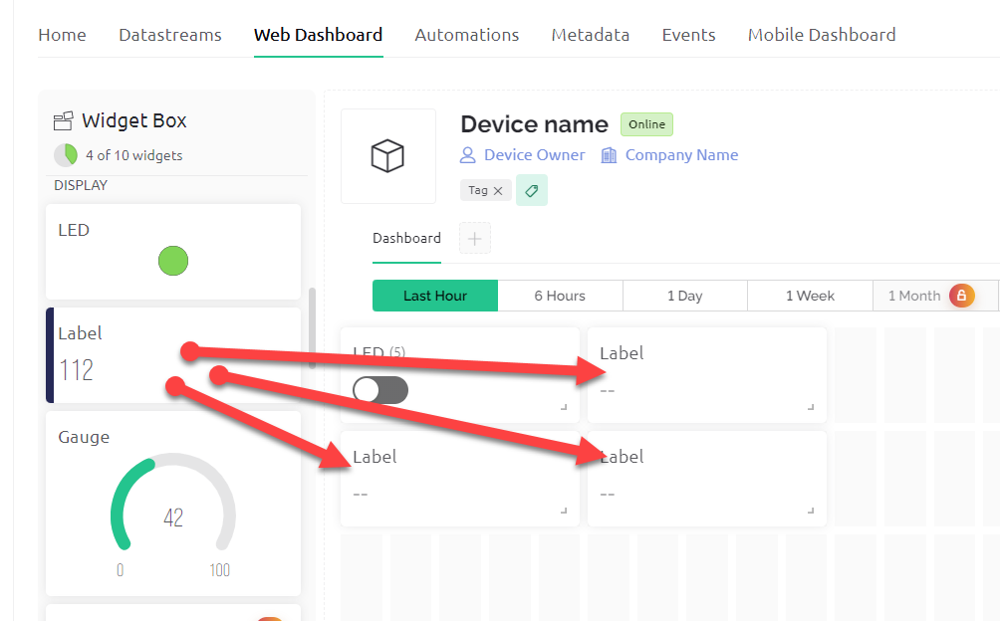 Home Datastreams Web Dashboard Automations Metadata Events Mobile Dashboard
Widget Box
4 of 10 widgets
DISPLAY
LED
Label
112
Gauge
42
0 100
Device name Online
Device Owner Company Name
Tag
Dashboard
Last Hour 6 Hours 1 Day 1 Week 1 Month
LED (5)
Label
--
Label
--
Label
--